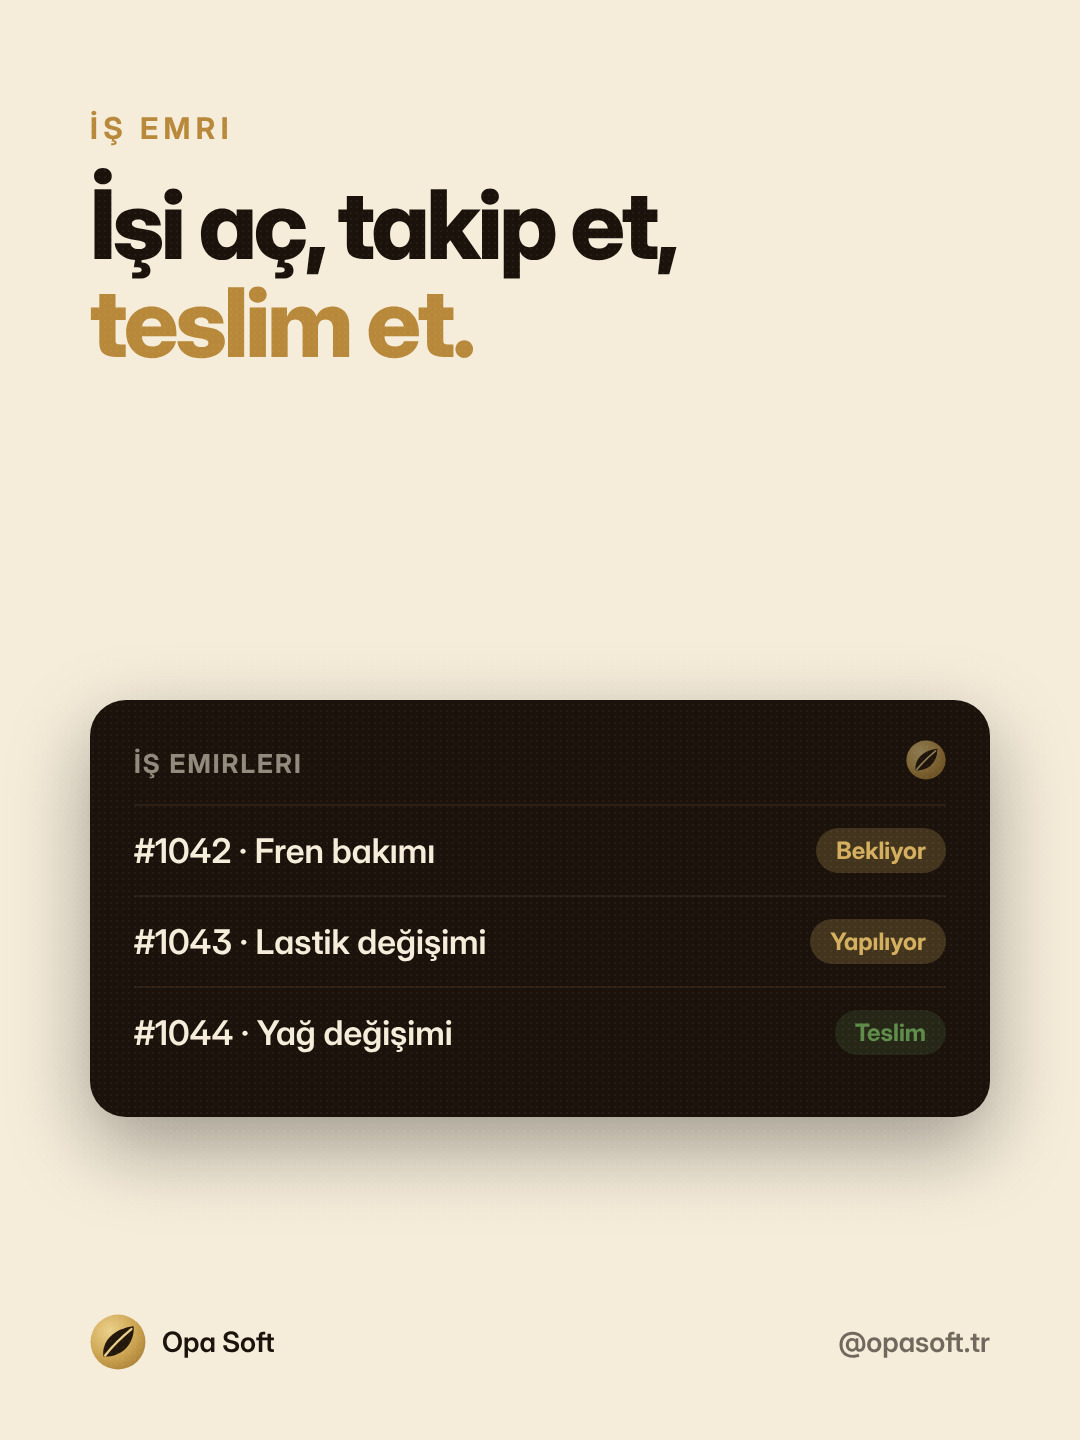 İŞ EMRI
İşi aç, takip et,
teslim et.
İŞ EMIRLERI
#1042 · Fren bakımı
Bekliyor
#1043 · Lastik değişimi
Yapılıyor
#1044 · Yağ değişimi
Teslim
Opa Soft
@opasoft.tr